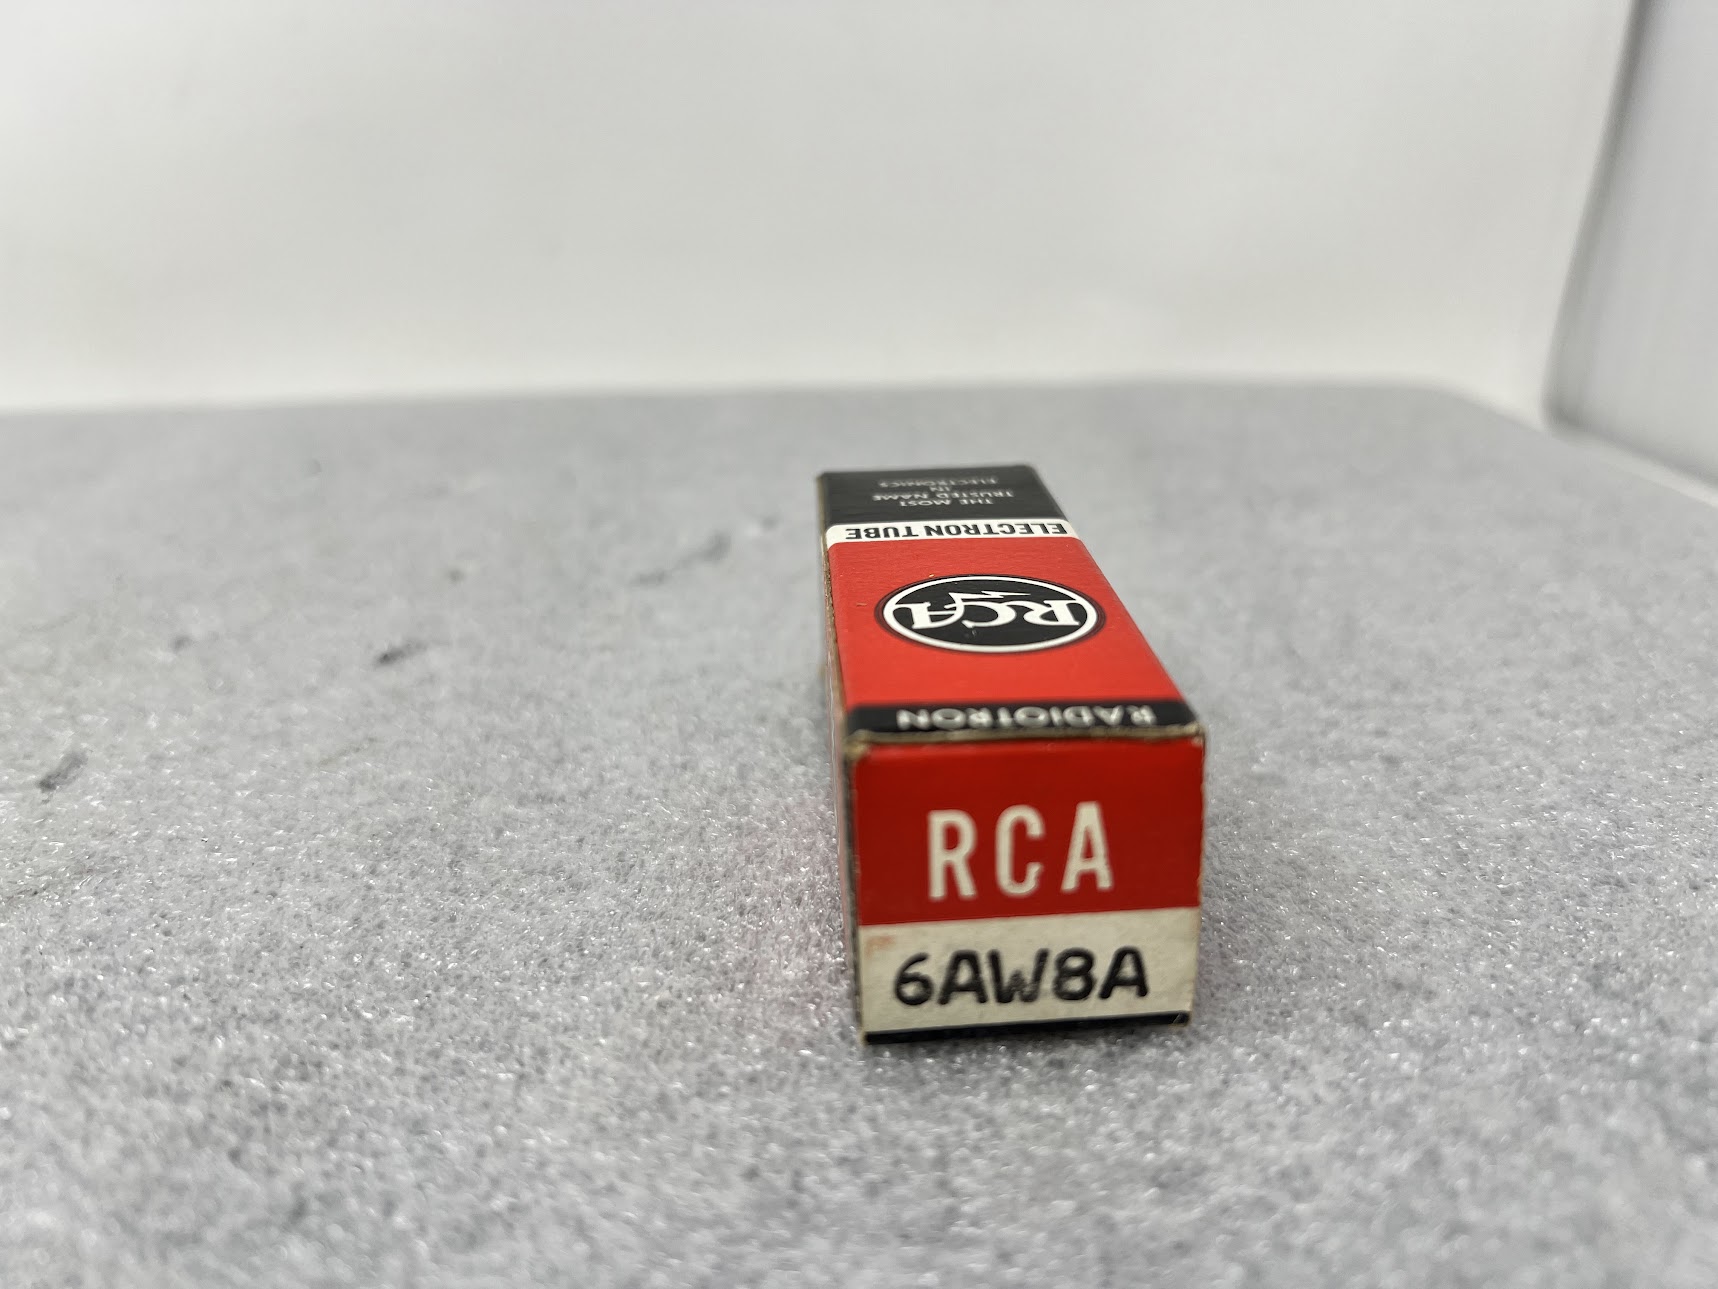 THE MOST
TRUSTED NAME
IN
ELECTRONICS
ELECTRON TUBE
RCA
RADIOTRON
RCA
6AW8A